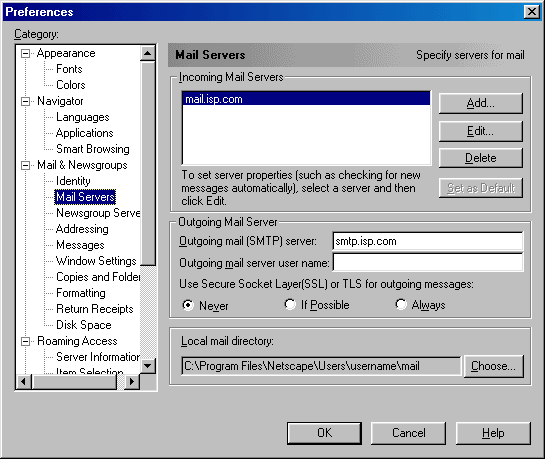 Preferences
Category:
Appearance
Fonts
Colors
Navigator
Languages
Applications
Smart Browsing
Mail & Newsgroups
Identity
Mail Servers
Newsgroup Serve
Addressing
Messages
Window Settings
Copies and Folder
Formatting
Return Receipts
Disk Space
Roaming Access
Server Information
Item Selection
Mail Servers
Specify servers for mail
Incoming Mail Servers
mail.isp.com
Add...
Edit...
Delete
Set as Default
To set server properties (such as checking for new
messages automatically), select a server and then
click Edit.
Outgoing Mail Server
Outgoing mail (SMTP) server:
smtp.isp.com
Outgoing mail server user name:
Use Secure Socket Layer(SSL) or TLS for outgoing messages:
Never
If Possible
Always
Local mail directory:
C:\Program Files\Netscape\Users\username\mail
Choose...
OK
Cancel
Help